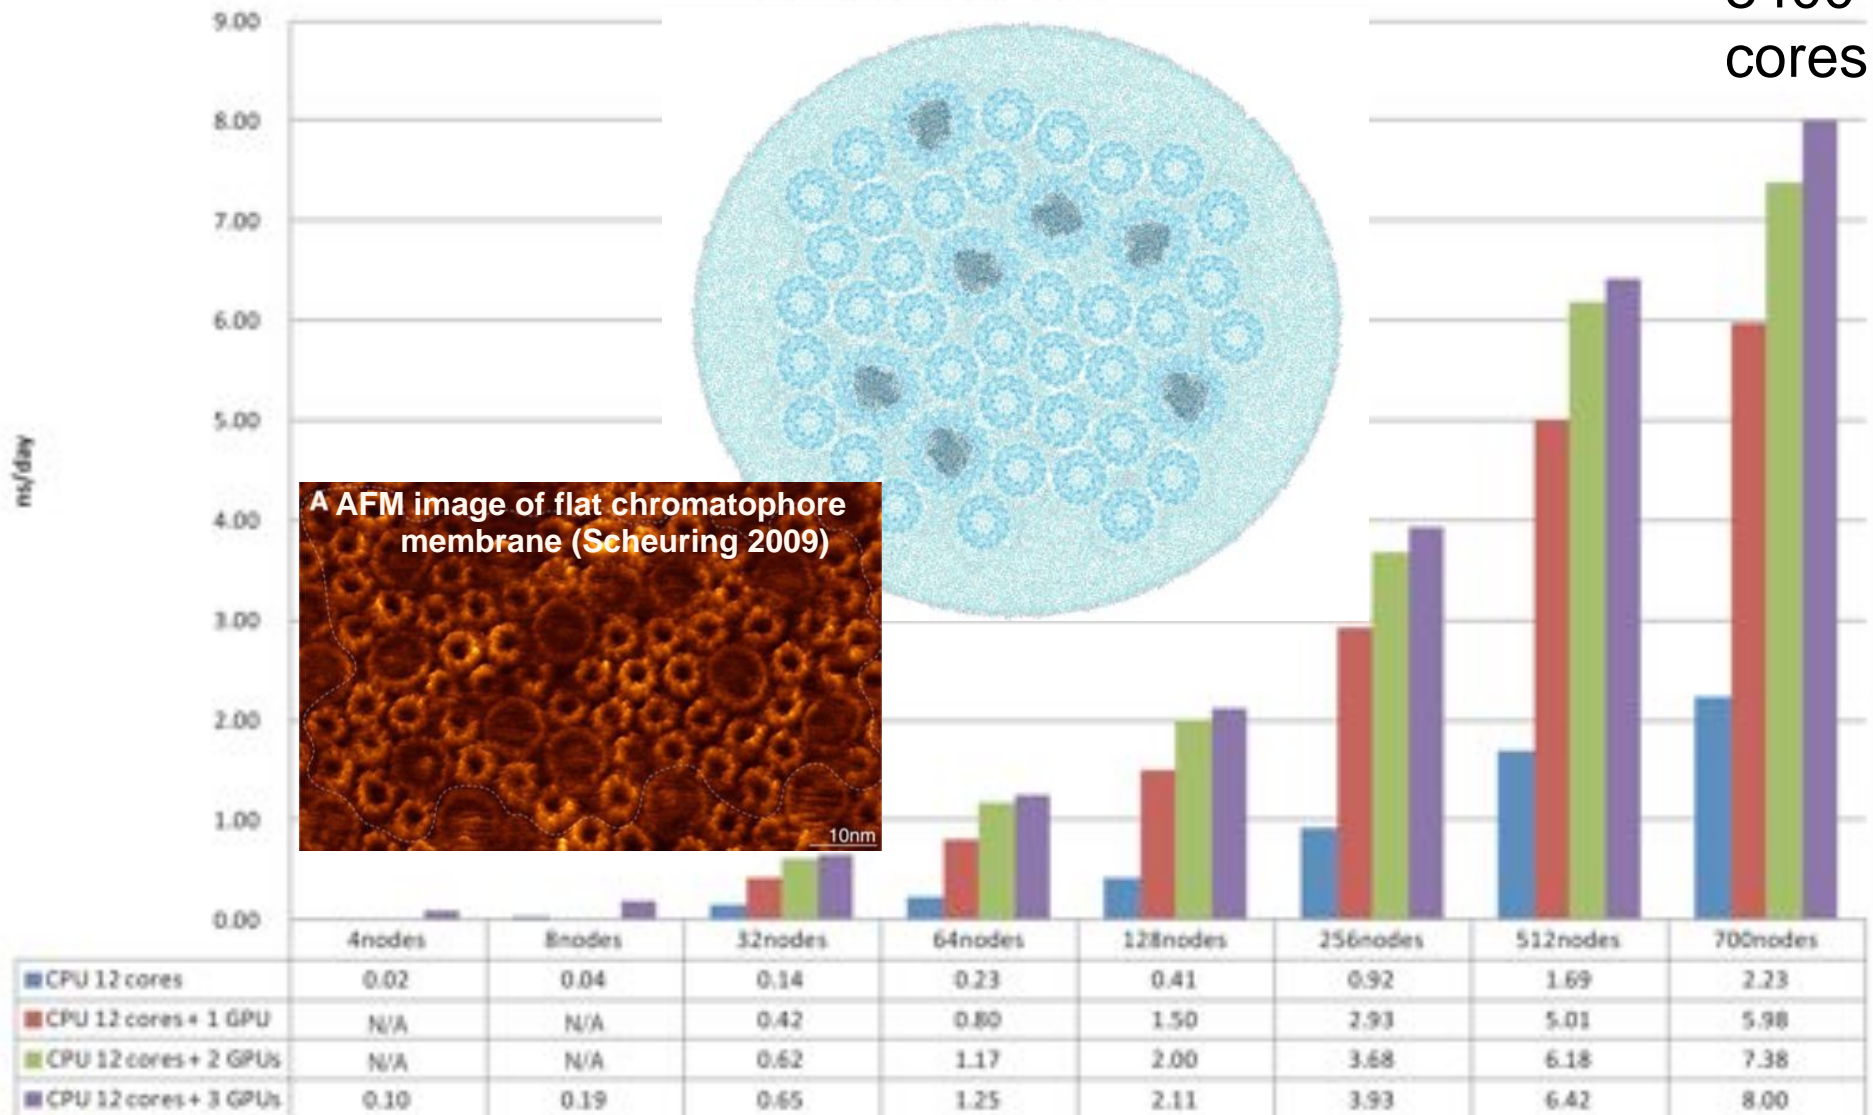 cores
9.00
8.00
7.00
6.00
5.00
4.00
3.00
2.00
1.00
0.00
ns/day
A AFM image of flat chromatophore
membrane (Scheuring 2009)
10nm
4nodes 8nodes 32nodes 64nodes 128nodes 256nodes 512nodes 700nodes
CPU 12 cores 0.02 0.04 0.14 0.23 0.41 0.92 1.69 2.23
CPU 12 cores + 1 GPU N/A N/A 0.42 0.80 1.50 2.93 5.01 5.98
CPU 12 cores + 2 GPUs N/A N/A 0.62 1.17 2.00 3.68 6.18 7.38
CPU 12 cores + 3 GPUs 0.10 0.19 0.65 1.25 2.11 3.93 6.42 8.00